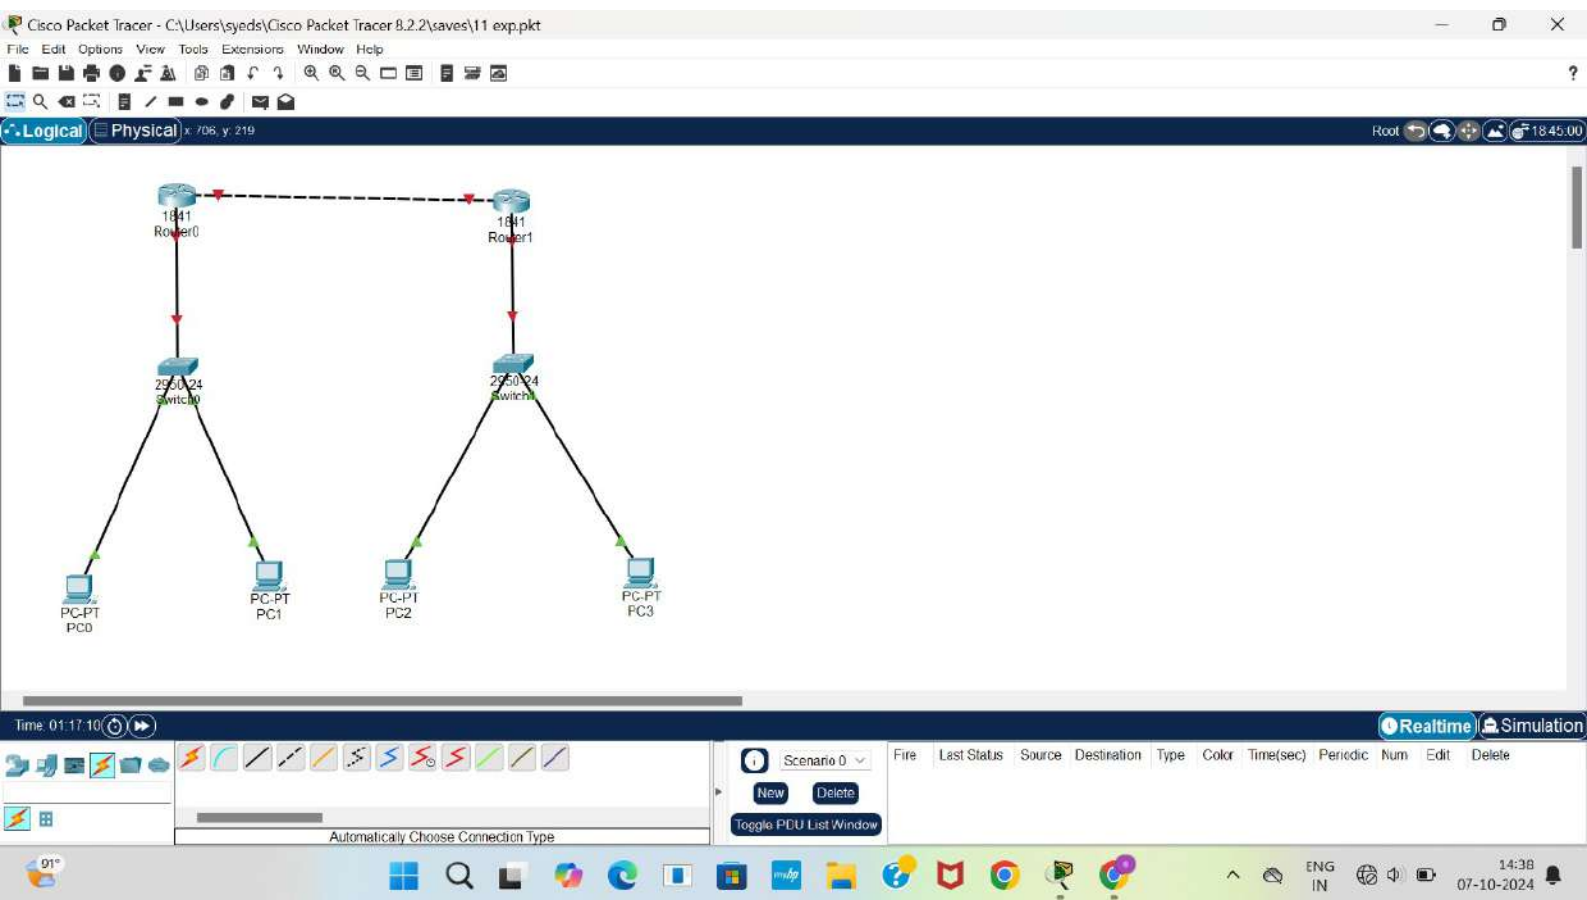 Cisco Packet Tracer - C:\Users\syeds\Cisco Packet Tracer 8.2.2\saves\11 exp.pkt
File Edit Options View Tools Extensions Window Help
?
Logical Physical x: 706, y: 219 Root 18:45:00
1841
Router0
1841
Router1
2950-24
Switch0
2950-24
Switch1
PC-PT
PC0
PC-PT
PC1
PC-PT
PC2
PC-PT
PC3
Time: 01:17:10 Realtime Simulation
Scenario 0
New Delete
Toggle PDU List Window
Fire Last Status Source Destination Type Color Time(sec) Periodic Num Edit Delete
Automatically Choose Connection Type
91°
myhp
ENG
IN
14:38
07-10-2024